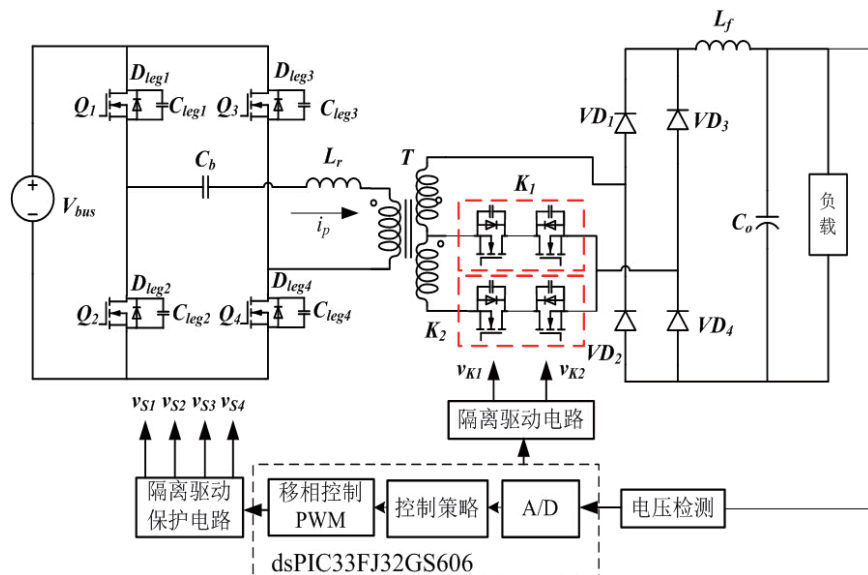 L_f
D_leg1
D_leg3
Q_1
C_leg1
Q_3
C_leg3
VD_1
VD_3
C_b
L_r
T
K_1
V_bus
i_p
C_o
负载
D_leg2
D_leg4
Q_2
C_leg2
Q_4
C_leg4
K_2
VD_2
VD_4
v_K1
v_K2
v_S1 v_S2 v_S3 v_S4
隔离驱动电路
隔离驱动
保护电路
移相控制
PWM
控制策略
A/D
电压检测
dsPIC33FJ32GS606